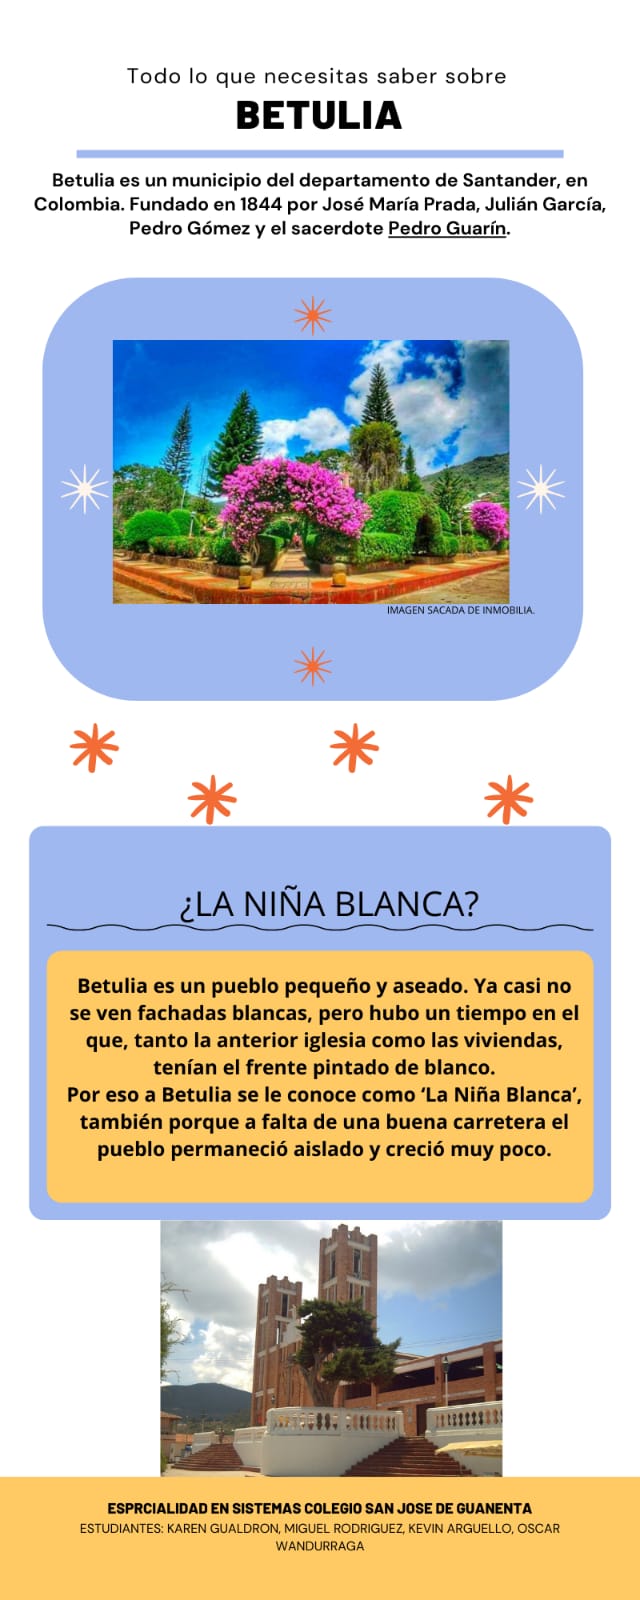 Todo lo que necesitas saber sobre
BETULIA
Betulia es un municipio del departamento de Santander, en
Colombia. Fundado en 1844 por José María Prada, Julián García,
Pedro Gómez y el sacerdote Pedro Guarín.
IMAGEN SACADA DE INMOBILIA.
¿LA NIÑA BLANCA?
Betulia es un pueblo pequeño y aseado. Ya casi no
se ven fachadas blancas, pero hubo un tiempo en el
que, tanto la anterior iglesia como las viviendas,
tenían el frente pintado de blanco.
Por eso a Betulia se le conoce como ‘La Niña Blanca’,
también porque a falta de una buena carretera el
pueblo permaneció aislado y creció muy poco.
ESPRCIALIDAD EN SISTEMAS COLEGIO SAN JOSE DE GUANENTA
ESTUDIANTES: KAREN GUALDRON, MIGUEL RODRIGUEZ, KEVIN ARGUELLO, OSCAR
WANDURRAGA